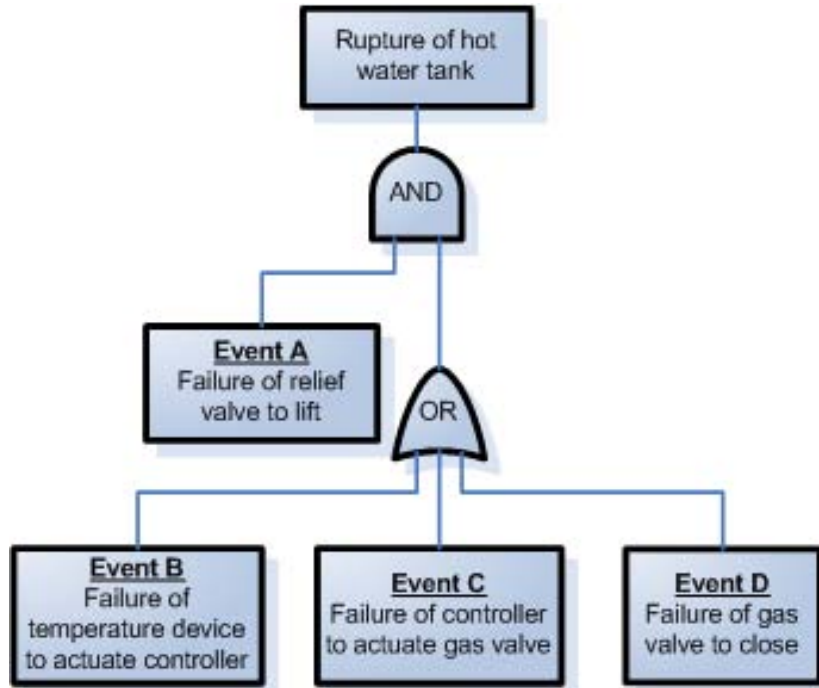 Rupture of hot
water tank
AND
Event A
Failure of relief
valve to lift
OR
Event B
Failure of
temperature device
to actuate controller
Event C
Failure of controller
to actuate gas valve
Event D
Failure of gas
valve to close